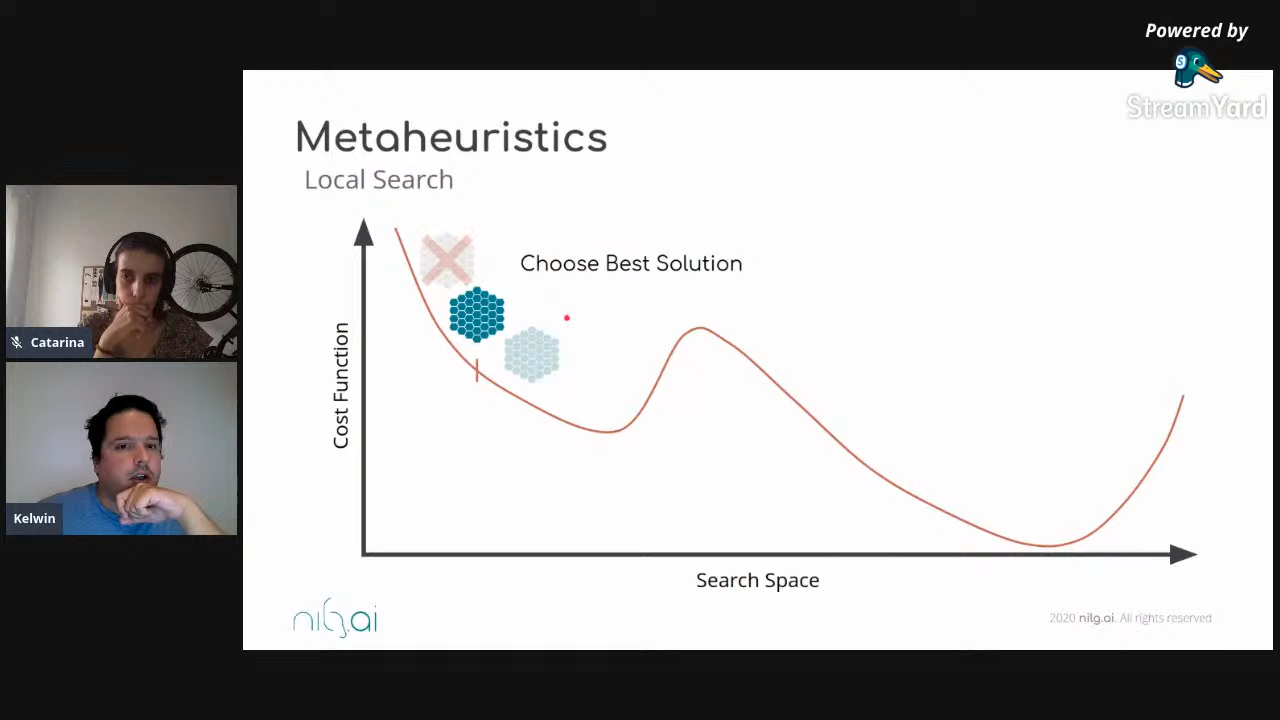 Powered by
S
StreamYard
Metaheuristics
Local Search
Choose Best Solution
Cost Function
Search Space
Catarina
Kelwin
nilg.ai
2020 nilg.ai. All rights reserved